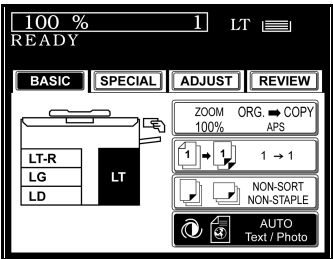 100 % 1 LT
READY
BASIC SPECIAL ADJUST REVIEW
ZOOM ORG. ➡ COPY
100% APS
1 ➡ 1 1 → 1
LT-R
LG LT
LD
NON-SORT
NON-STAPLE
AUTO
Text / Photo